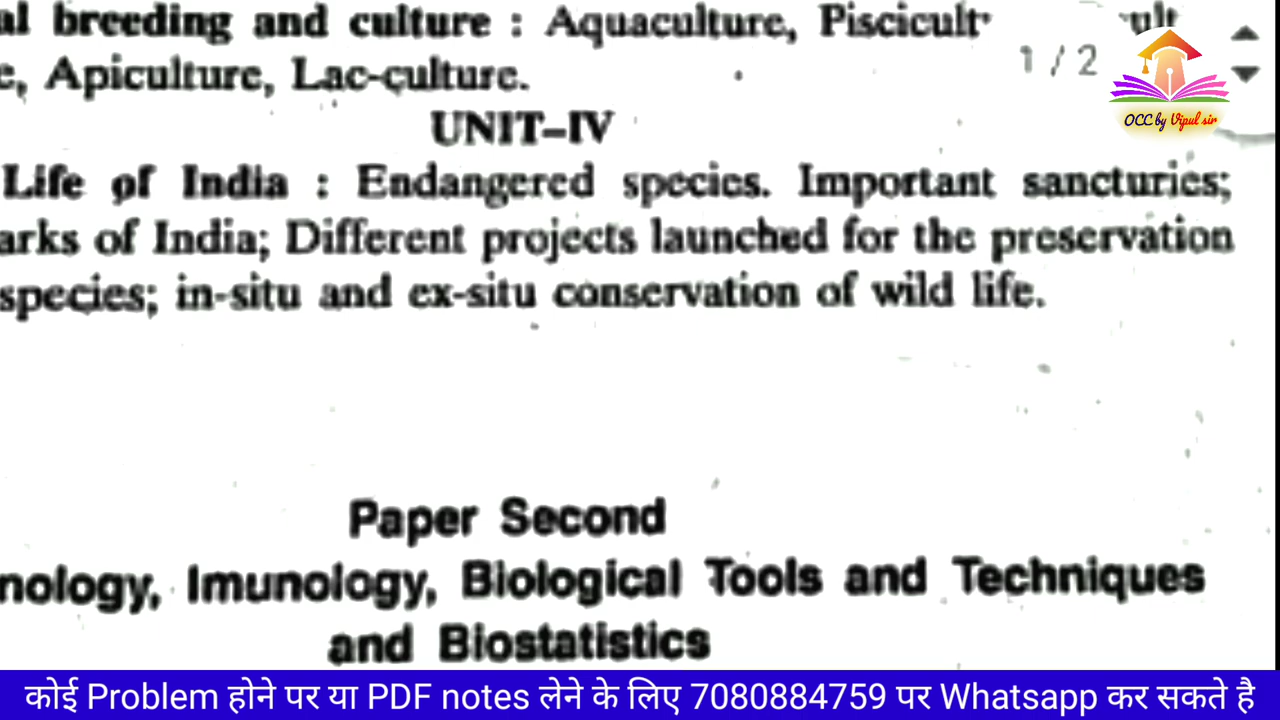 al breeding and culture : Aquaculture, Piscicult
1 / 2
e, Apiculture, Lac-culture.
OCC by Vipul sir
UNIT–IV
Life of India : Endangered species. Important sancturies;
arks of India; Different projects launched for the preservation
species; in-situ and ex-situ conservation of wild life.
Paper Second
nology, Imunology, Biological Tools and Techniques
and Biostatistics
कोई Problem होने पर या PDF notes लेने के लिए 7080884759 पर Whatsapp कर सकते है